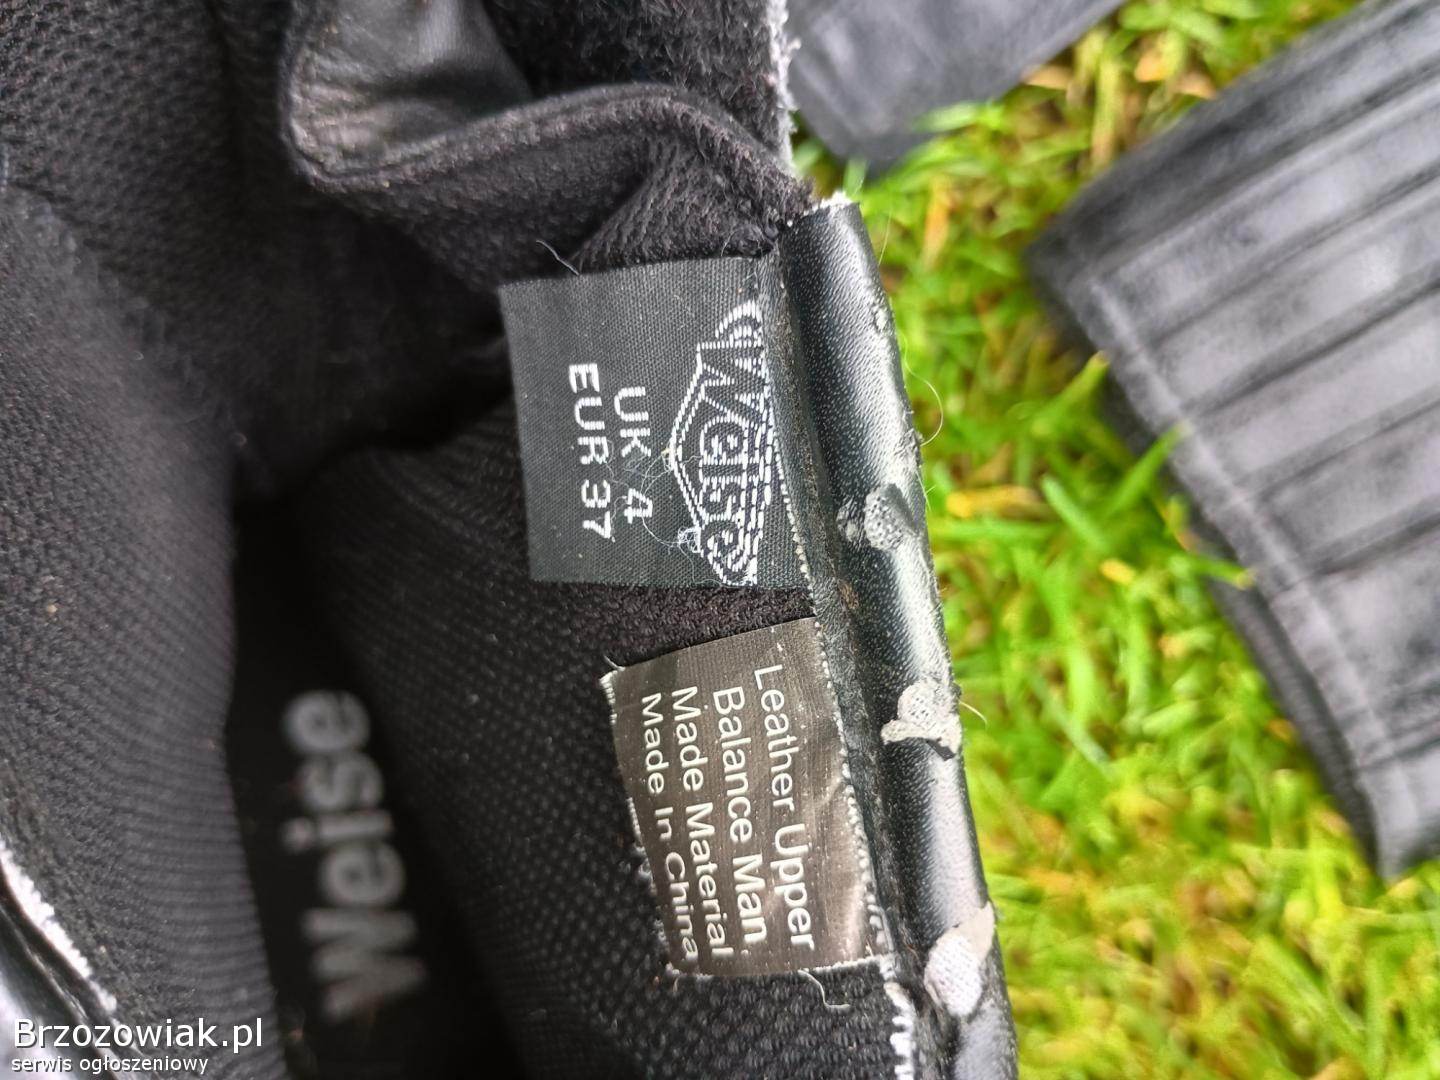 Weise
UK 4
EUR 37
Leather Upper
Balance Man
Made Material
Made In China
Weise
Brzozowiak.pl
serwis ogłoszeniowy